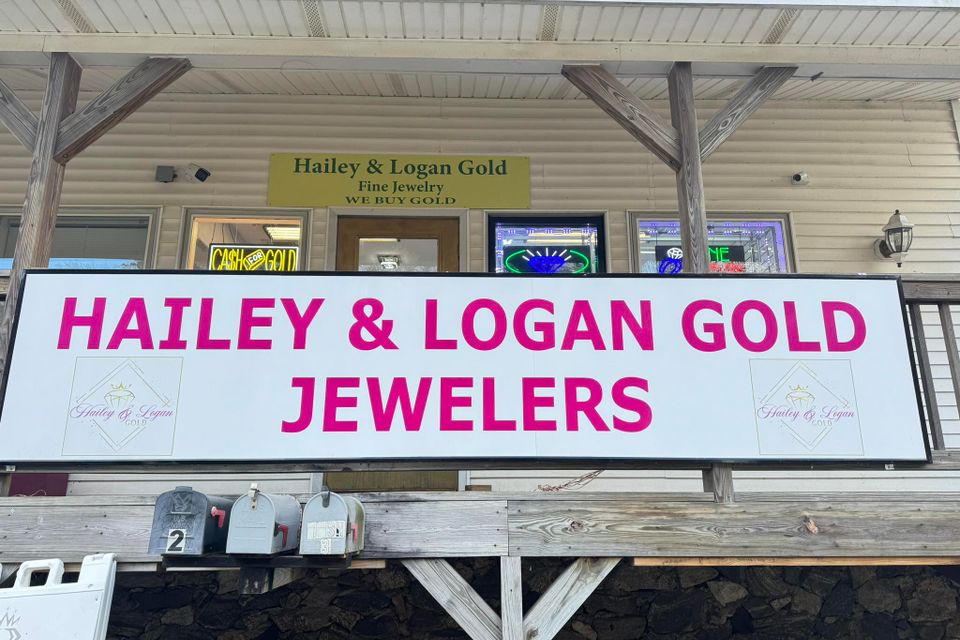 Hailey & Logan Gold
Fine Jewelry
WE BUY GOLD
CASH FOR GOLD
HAILEY & LOGAN GOLD
JEWELERS
Hailey & Logan
GOLD
Hailey & Logan
GOLD
2